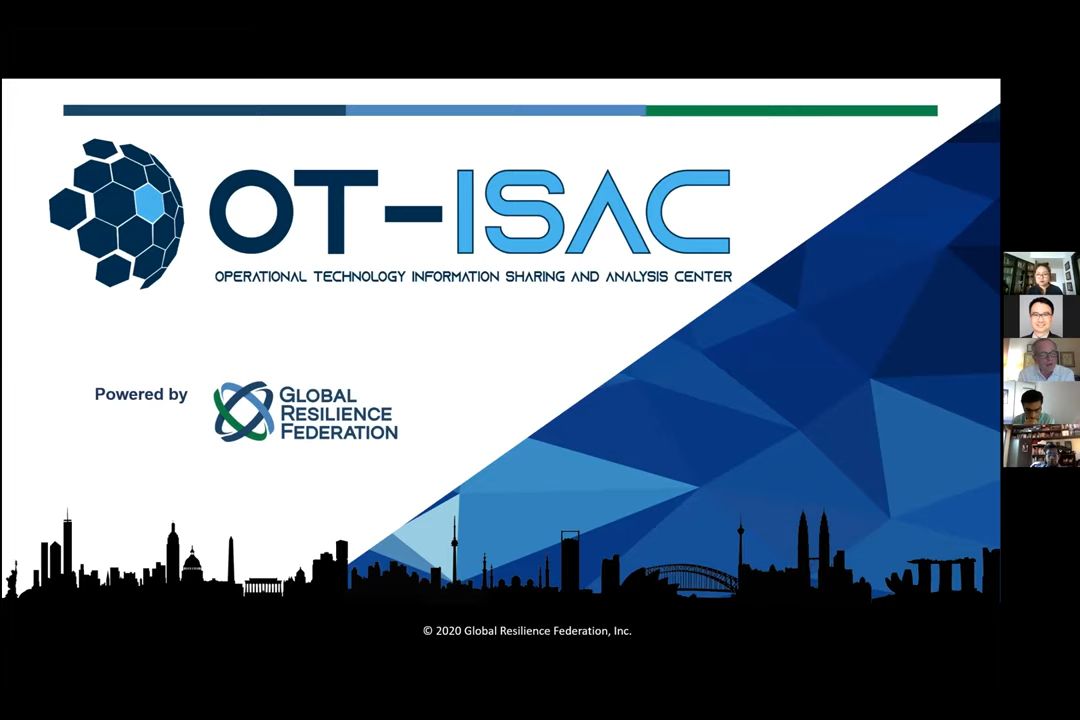 OT-ISAC
OPERATIONAL TECHNOLOGY INFORMATION SHARING AND ANALYSIS CENTER
Powered by
GLOBAL
RESILIENCE
FEDERATION
© 2020 Global Resilience Federation, Inc.